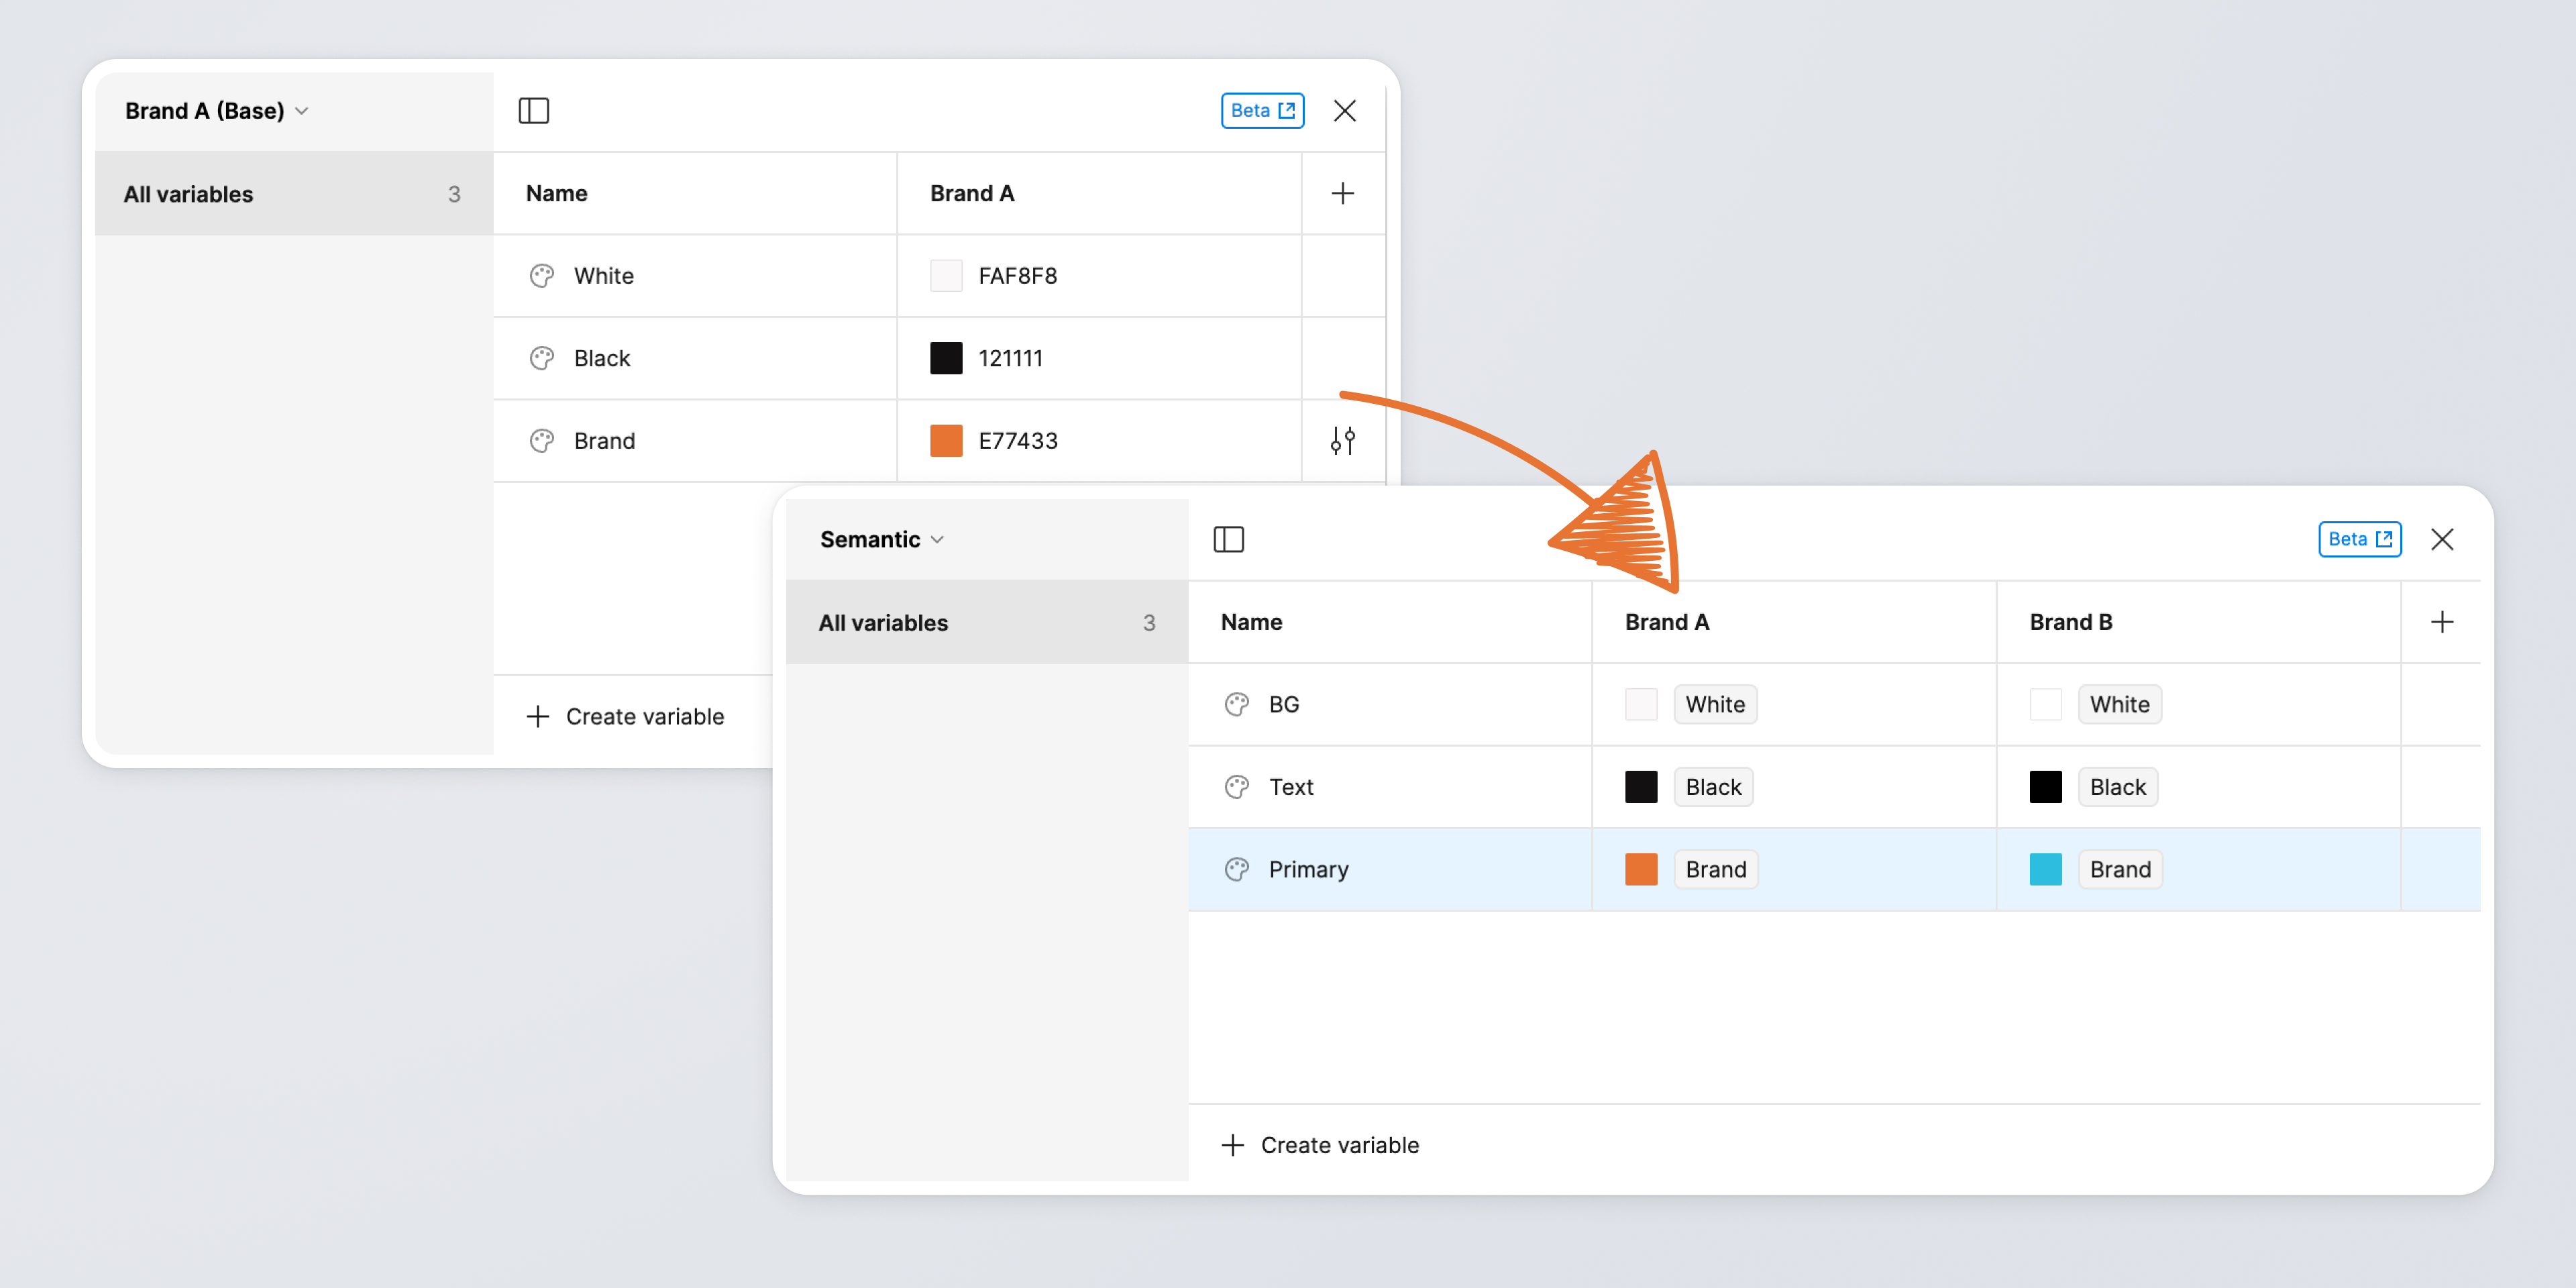 Brand A (Base)
Beta
All variables 3
Name Brand A
White FAF8F8
Black 121111
Brand E77433
Create variable
Semantic
Beta
All variables 3
Name Brand A Brand B
BG White White
Text Black Black
Primary Brand Brand
Create variable